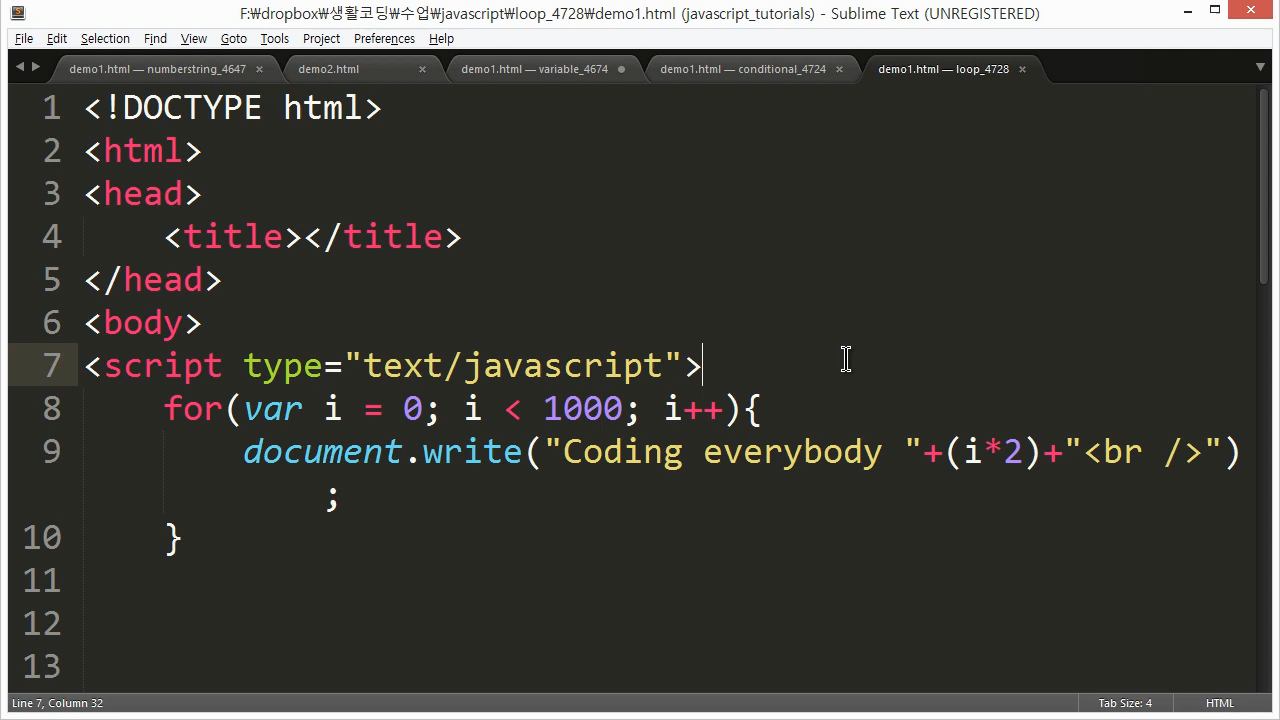 F:₩dropbox₩생활코딩₩수업₩javascript₩loop_4728₩demo1.html (javascript_tutorials) - Sublime Text (UNREGISTERED)
File Edit Selection Find View Goto Tools Project Preferences Help
demo1.html — numberstring_4647 demo2.html demo1.html — variable_4674 demo1.html — conditional_4724 demo1.html — loop_4728
1 <!DOCTYPE html>
2 <html>
3 <head>
4 <title></title>
5 </head>
6 <body>
7 <script type="text/javascript">
8 for(var i = 0; i < 1000; i++){
9 document.write("Coding everybody "+(i*2)+"<br />")
;
10 }
11
12
13
Line 7, Column 32 Tab Size: 4 HTML